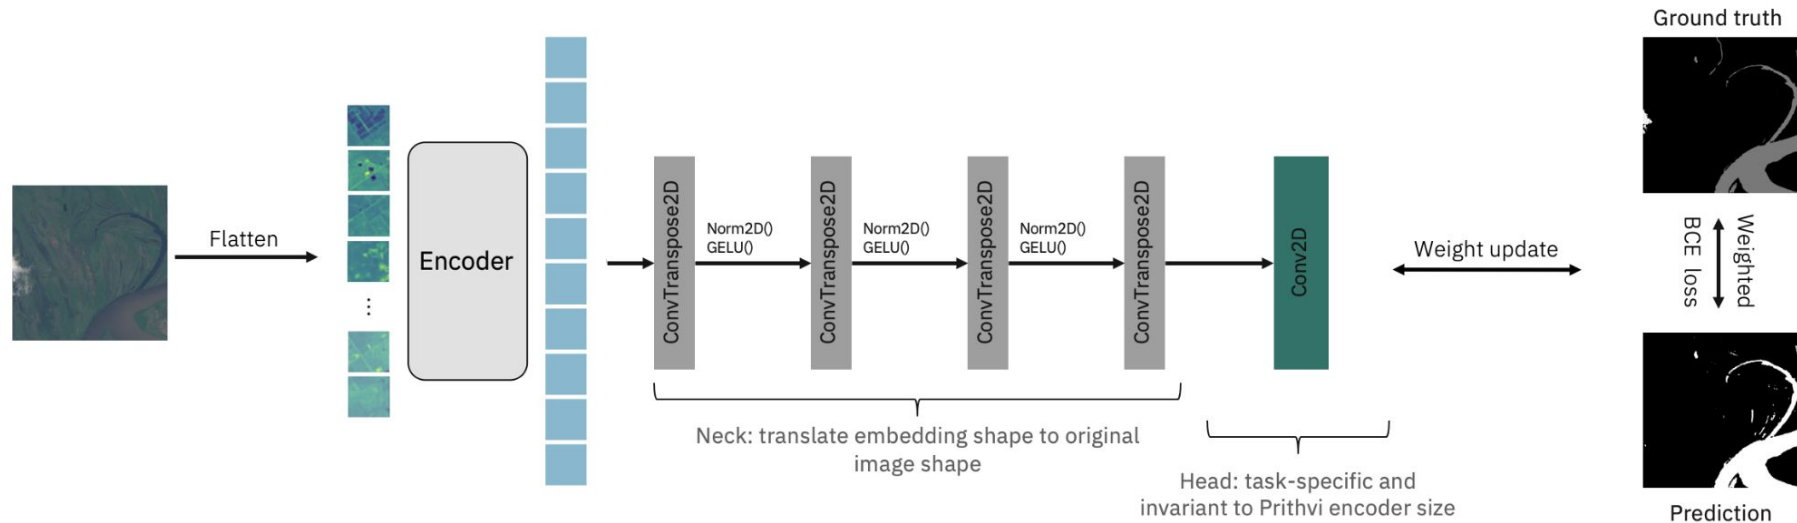 Ground truth
Flatten
⋮
Encoder
ConvTranspose2D
Norm2D()
GELU()
ConvTranspose2D
Norm2D()
GELU()
ConvTranspose2D
Norm2D()
GELU()
ConvTranspose2D
Conv2D
Weight update
Weighted
BCE loss
Neck: translate embedding shape to original
image shape
Head: task-specific and
invariant to Prithvi encoder size
Prediction